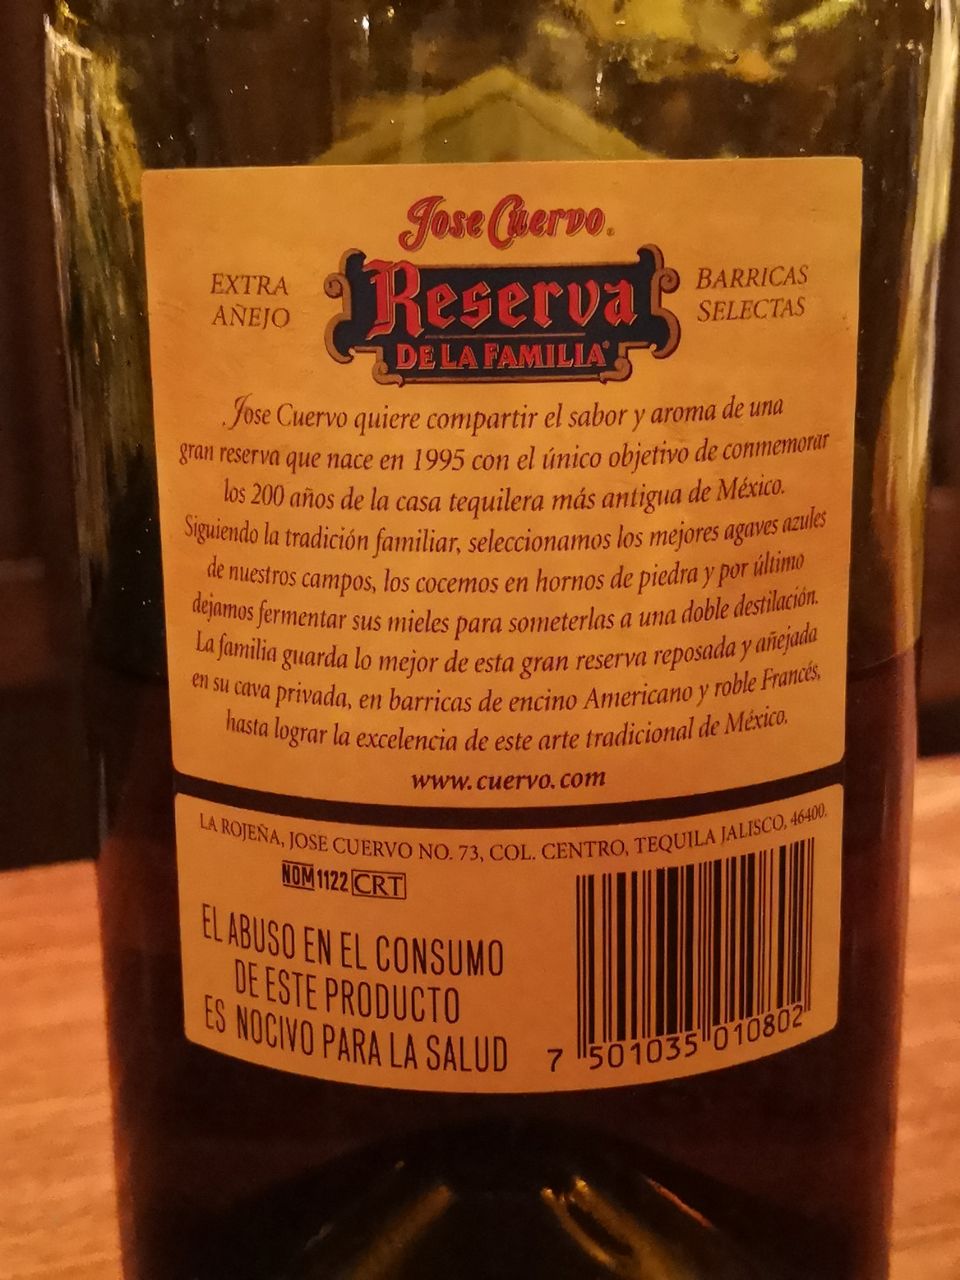 Jose Cuervo®
EXTRA AÑEJO
Reserva
DE LA FAMILIA®
BARRICAS SELECTAS
Jose Cuervo quiere compartir el sabor y aroma de una
gran reserva que nace en 1995 con el único objetivo de conmemorar
los 200 años de la casa tequilera más antigua de México.
Siguiendo la tradición familiar, seleccionamos los mejores agaves azules
de nuestros campos, los cocemos en hornos de piedra y por último
dejamos fermentar sus mieles para someterlas a una doble destilación.
La familia guarda lo mejor de esta gran reserva reposada y añejada
en su cava privada, en barricas de encino Americano y roble Francés,
hasta lograr la excelencia de este arte tradicional de México.
www.cuervo.com
LA ROJEÑA, JOSE CUERVO NO. 73, COL. CENTRO, TEQUILA JALISCO, 46400.
NOM 1122 CRT
EL ABUSO EN EL CONSUMO
DE ESTE PRODUCTO
ES NOCIVO PARA LA SALUD
7 501035 010802